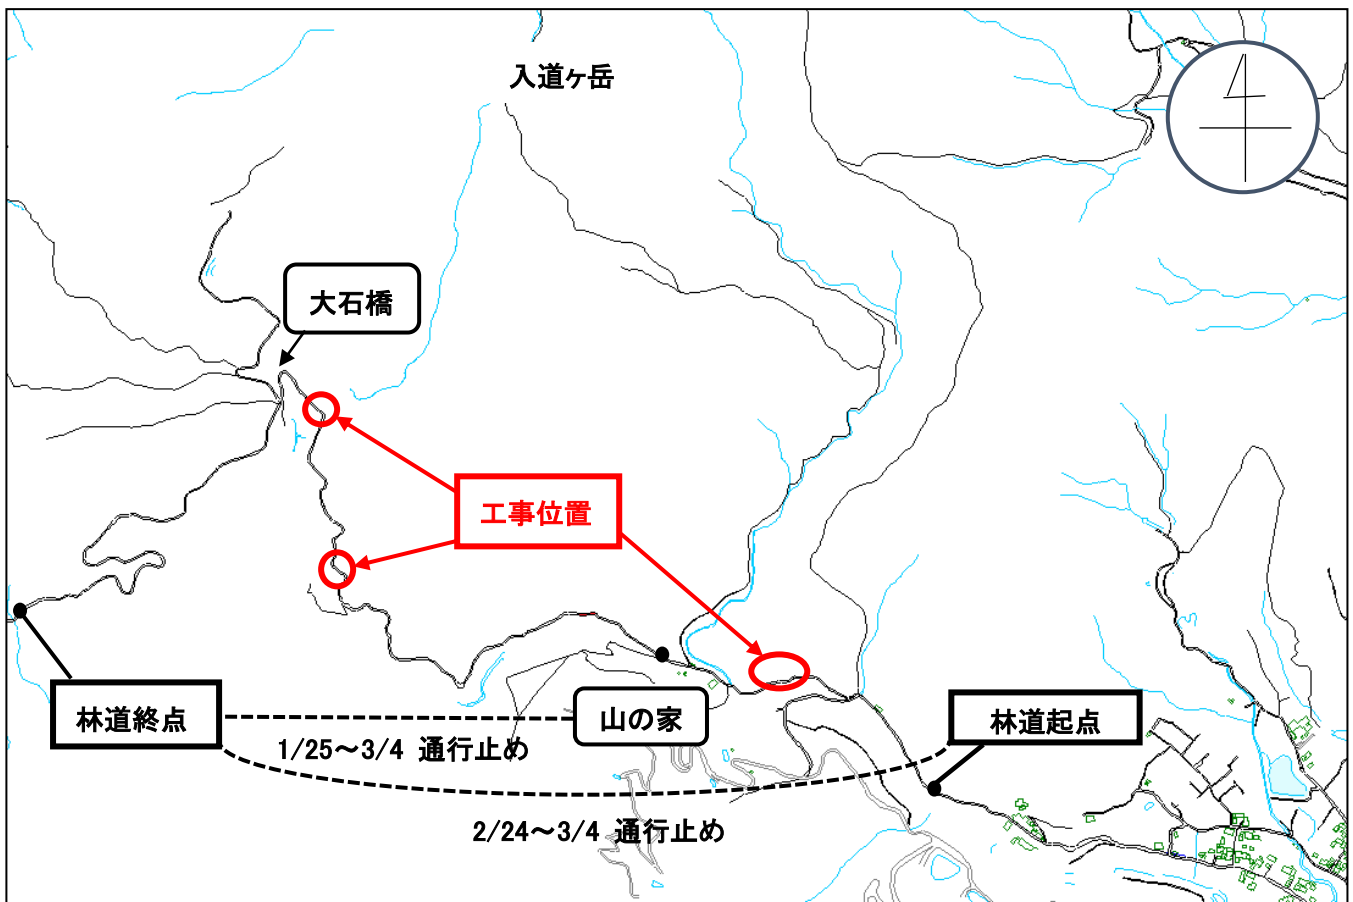 入道ヶ岳
大石橋
工事位置
林道終点
山の家
林道起点
1/25～3/4 通行止め
2/24～3/4 通行止め